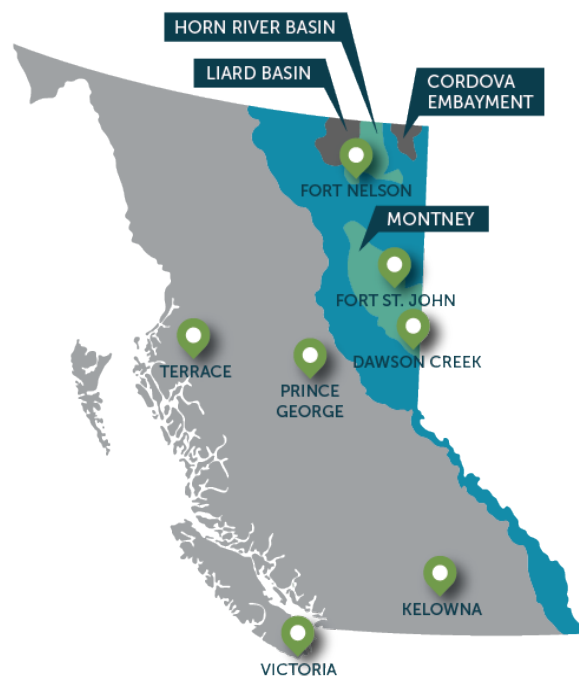 HORN RIVER BASIN
LIARD BASIN
CORDOVA
EMBAYMENT
FORT NELSON
MONTNEY
FORT ST. JOHN
TERRACE
DAWSON CREEK
PRINCE
GEORGE
KELOWNA
VICTORIA